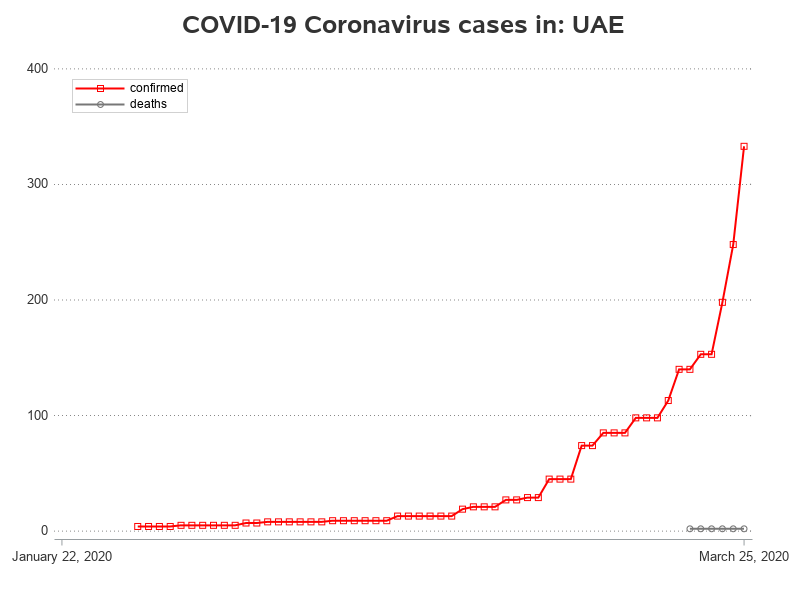 COVID-19 Coronavirus cases in: UAE
400
confirmed
deaths
300
200
100
0
January 22, 2020
March 25, 2020